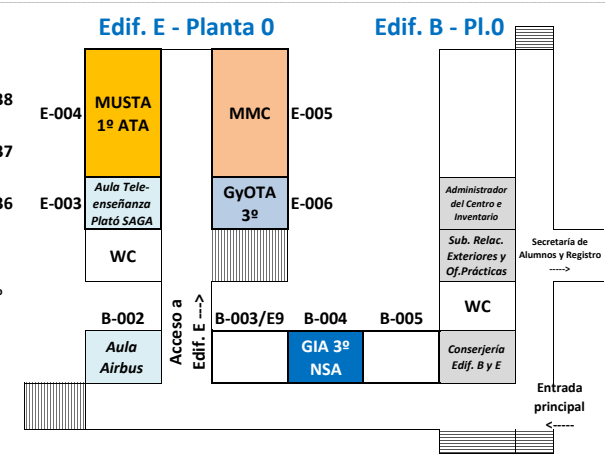 Edif. E - Planta 0
Edif. B - Pl.0
38
E-004
MUSTA
1º ATA
MMC
E-005
37
36
E-003
Aula Tele-
enseñanza
Plató SAGA
GyOTA
3º
E-006
Administrador
del Centro e
Inventario
WC
Sub. Relac.
Exteriores y
Of.Prácticas
Secretaría de
Alumnos y Registro
----->
B-002
Acceso a
Edif. E --->
B-003/E9
B-004
B-005
WC
Aula
Airbus
GIA 3º
NSA
Conserjería
Edif. B y E
Entrada
principal
<-----